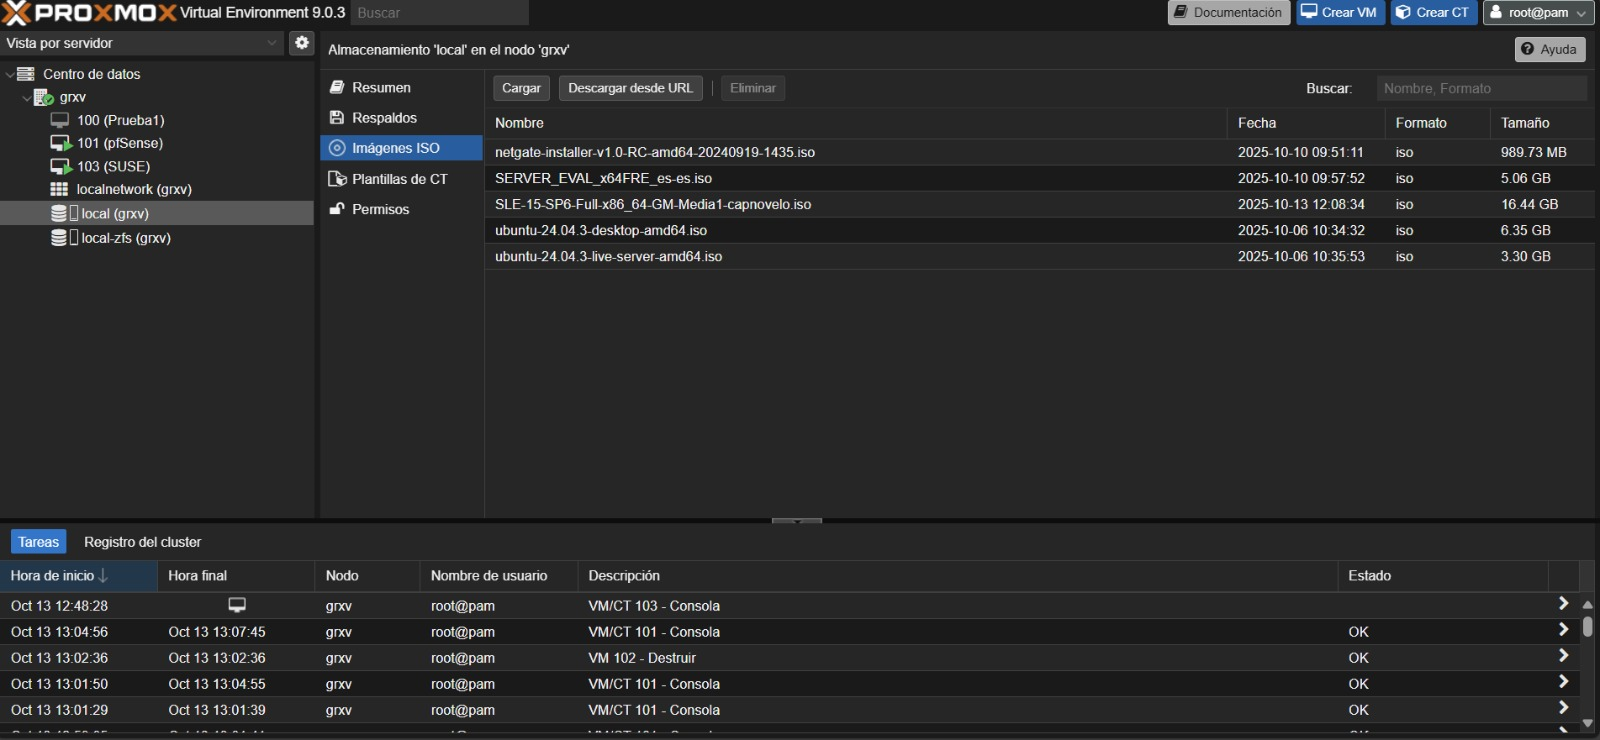 PROXMOX Virtual Environment 9.0.3 Buscar Documentación Crear VM Crear CT root@pam
Vista por servidor
Almacenamiento 'local' en el nodo 'grxv' Ayuda
Centro de datos
grxv
100 (Prueba1)
101 (pfSense)
103 (SUSE)
localnetwork (grxv)
local (grxv)
local-zfs (grxv)
Resumen
Respaldos
Imágenes ISO
Plantillas de CT
Permisos
Cargar Descargar desde URL Eliminar Buscar: Nombre, Formato
Nombre Fecha Formato Tamaño
netgate-installer-v1.0-RC-amd64-20240919-1435.iso 2025-10-10 09:51:11 iso 989.73 MB
SERVER_EVAL_x64FRE_es-es.iso 2025-10-10 09:57:52 iso 5.06 GB
SLE-15-SP6-Full-x86_64-GM-Media1-capnovelo.iso 2025-10-13 12:08:34 iso 16.44 GB
ubuntu-24.04.3-desktop-amd64.iso 2025-10-06 10:34:32 iso 6.35 GB
ubuntu-24.04.3-live-server-amd64.iso 2025-10-06 10:35:53 iso 3.30 GB
Tareas Registro del cluster
Hora de inicio Hora final Nodo Nombre de usuario Descripción Estado
Oct 13 12:48:28 grxv root@pam VM/CT 103 - Consola
Oct 13 13:04:56 Oct 13 13:07:45 grxv root@pam VM/CT 101 - Consola OK
Oct 13 13:02:36 Oct 13 13:02:36 grxv root@pam VM 102 - Destruir OK
Oct 13 13:01:50 Oct 13 13:04:55 grxv root@pam VM/CT 101 - Consola OK
Oct 13 13:01:29 Oct 13 13:01:39 grxv root@pam VM/CT 101 - Consola OK